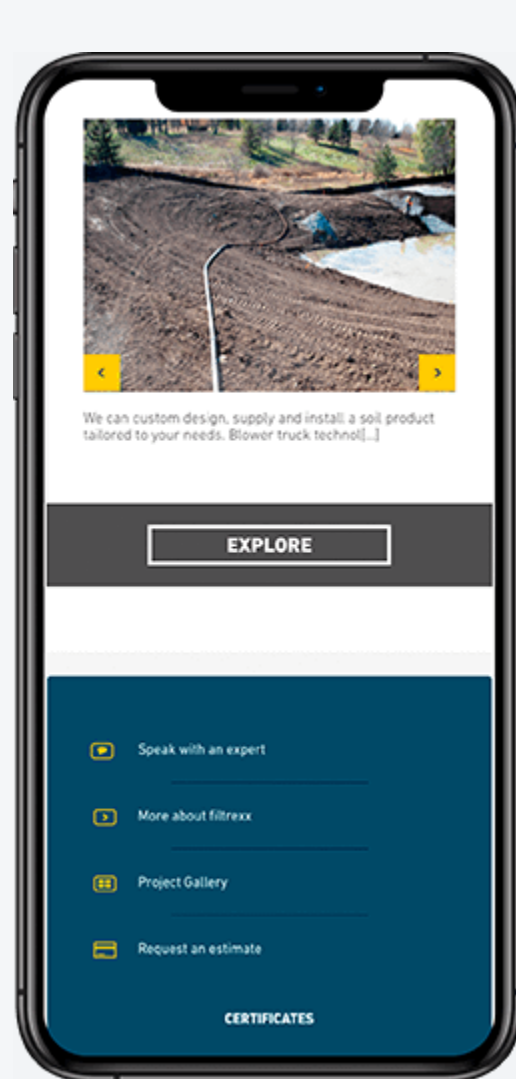 We can custom design, supply and install a soil product
tailored to your needs. Blower truck technol[...]
EXPLORE
Speak with an expert
More about filtrexx
Project Gallery
Request an estimate
CERTIFICATES